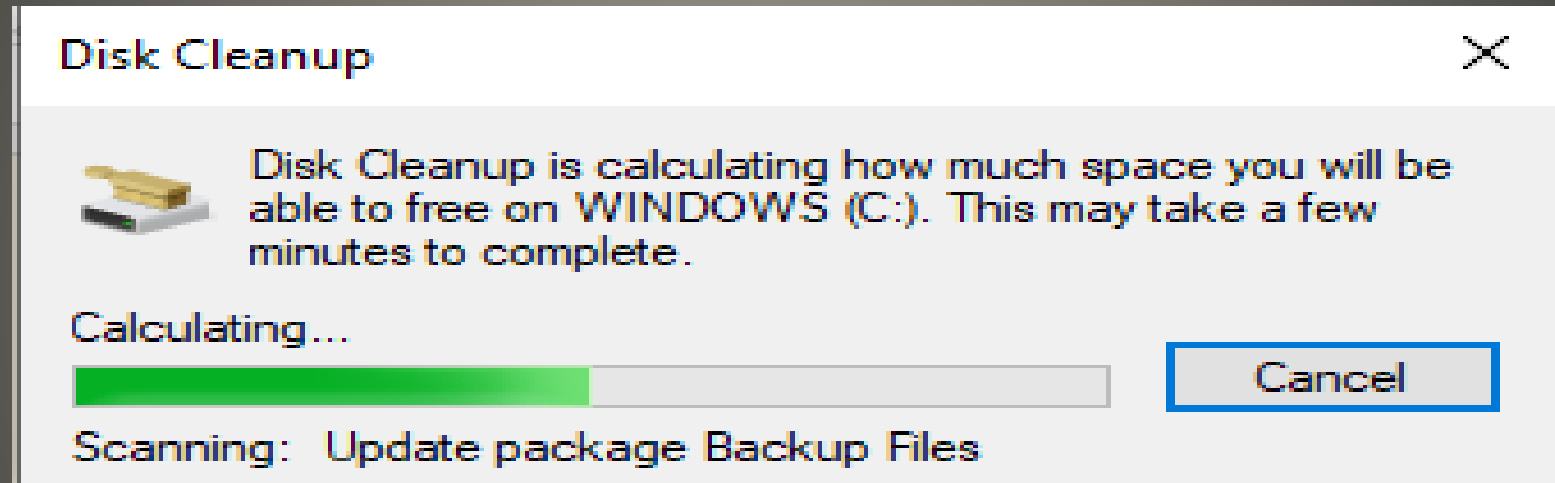 Disk Cleanup
Disk Cleanup is calculating how much space you will be
able to free on WINDOWS (C:). This may take a few
minutes to complete.
Calculating...
Cancel
Scanning: Update package Backup Files